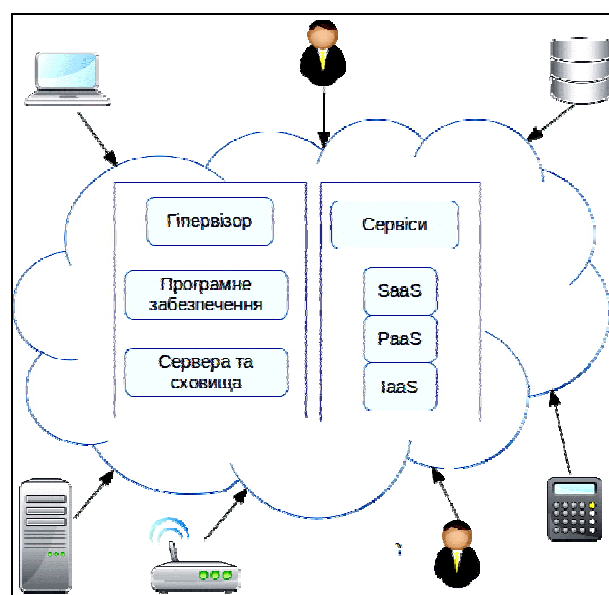 Гіпервізор
Програмне
забезпечення
Сервера та
сховища
Сервіси
SaaS
PaaS
IaaS